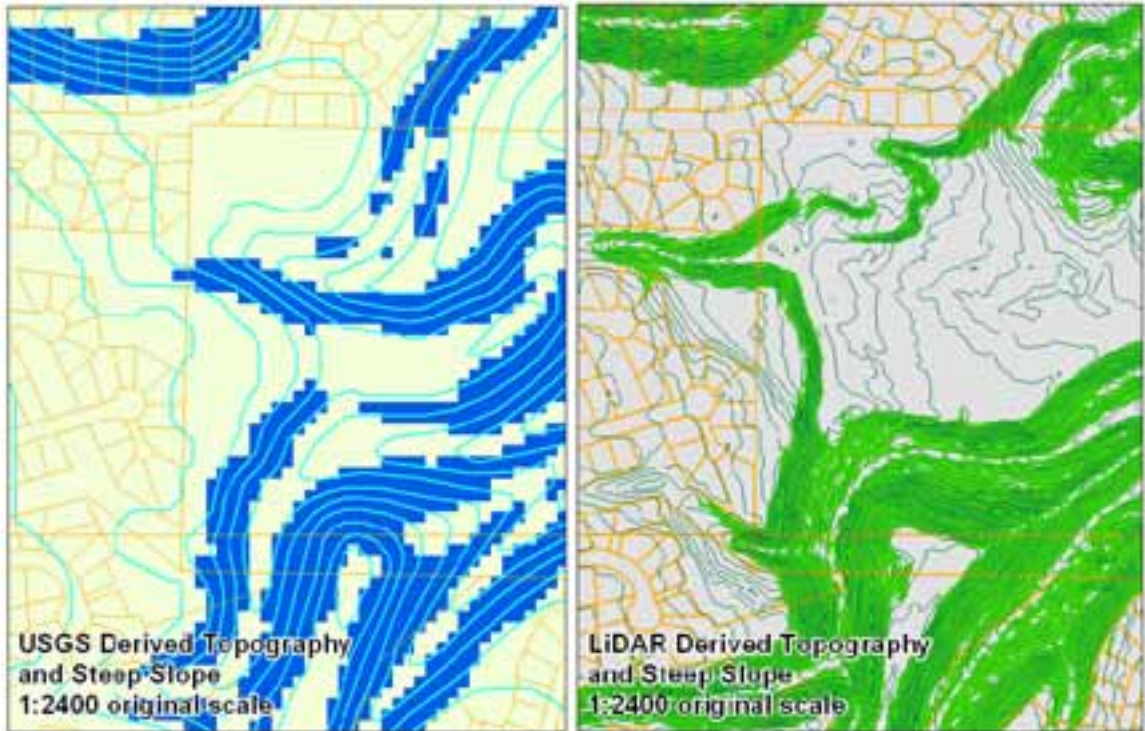 USGS Derived Topography
and Steep Slope
1:2400 original scale
LiDAR Derived Topography
and Steep Slope
1:2400 original scale